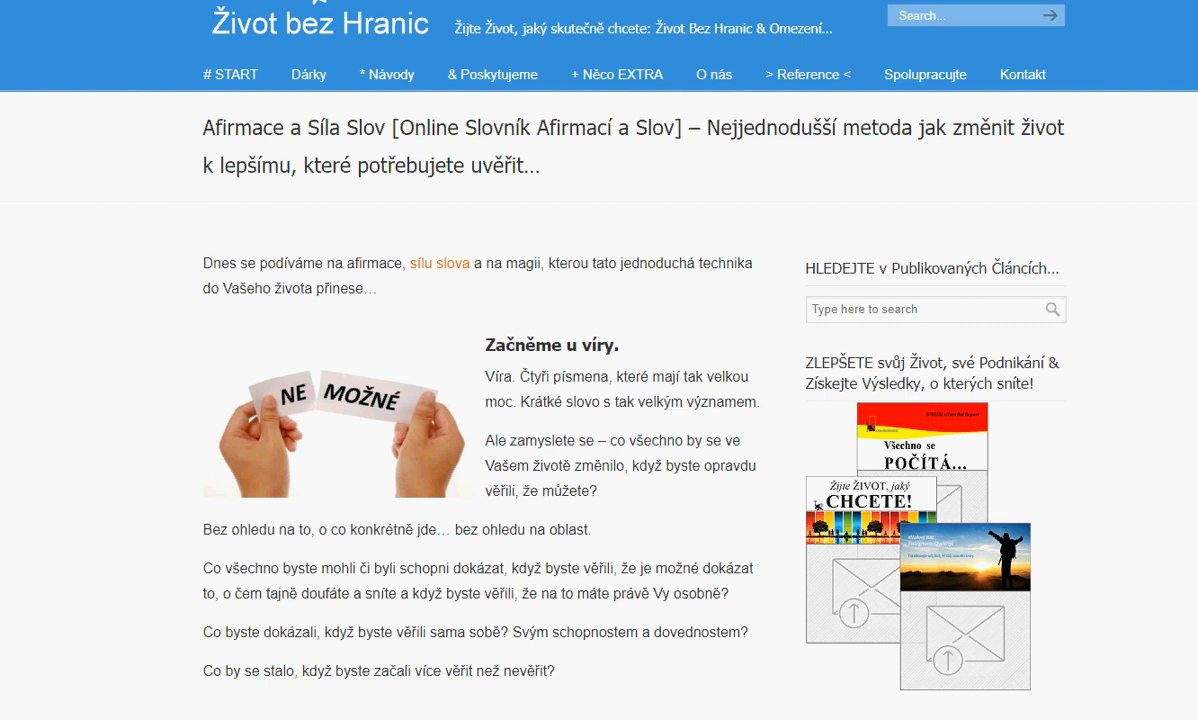 Život bez Hranic
Žijte Život, jaký skutečně chcete: Život Bez Hranic & Omezení...
Search...
# START
Dárky
* Návody
& Poskytujeme
+ Něco EXTRA
O nás
> Reference <
Spolupracujte
Kontakt
Afirmace a Síla Slov [Online Slovník Afirmací a Slov] – Nejjednodušší metoda jak změnit život
k lepšímu, které potřebujete uvěřit…
Dnes se podíváme na afirmace, sílu slova a na magii, kterou tato jednoduchá technika
do Vašeho života přinese…
NE MOŽNÉ
Začněme u víry.
Víra. Čtyři písmena, které mají tak velkou
moc. Krátké slovo s tak velkým významem.
Ale zamyslete se – co všechno by se ve
Vašem životě změnilo, když byste opravdu
věřili, že můžete?
Bez ohledu na to, o co konkrétně jde… bez ohledu na oblast.
Co všechno byste mohli či byli schopni dokázat, když byste věřili, že je možné dokázat
to, o čem tajně doufáte a sníte a když byste věřili, že na to máte právě Vy osobně?
Co byste dokázali, když byste věřili sama sobě? Svým schopnostem a dovednostem?
Co by se stalo, když byste začali více věřit než nevěřit?
HLEDEJTE v Publikovaných Článcích…
Type here to search
ZLEPŠETE svůj Život, své Podnikání &
Získejte Výsledky, o kterých sníte!
Všechno se
POČÍTÁ...
Žijte ŽIVOT, jaký
CHCETE!